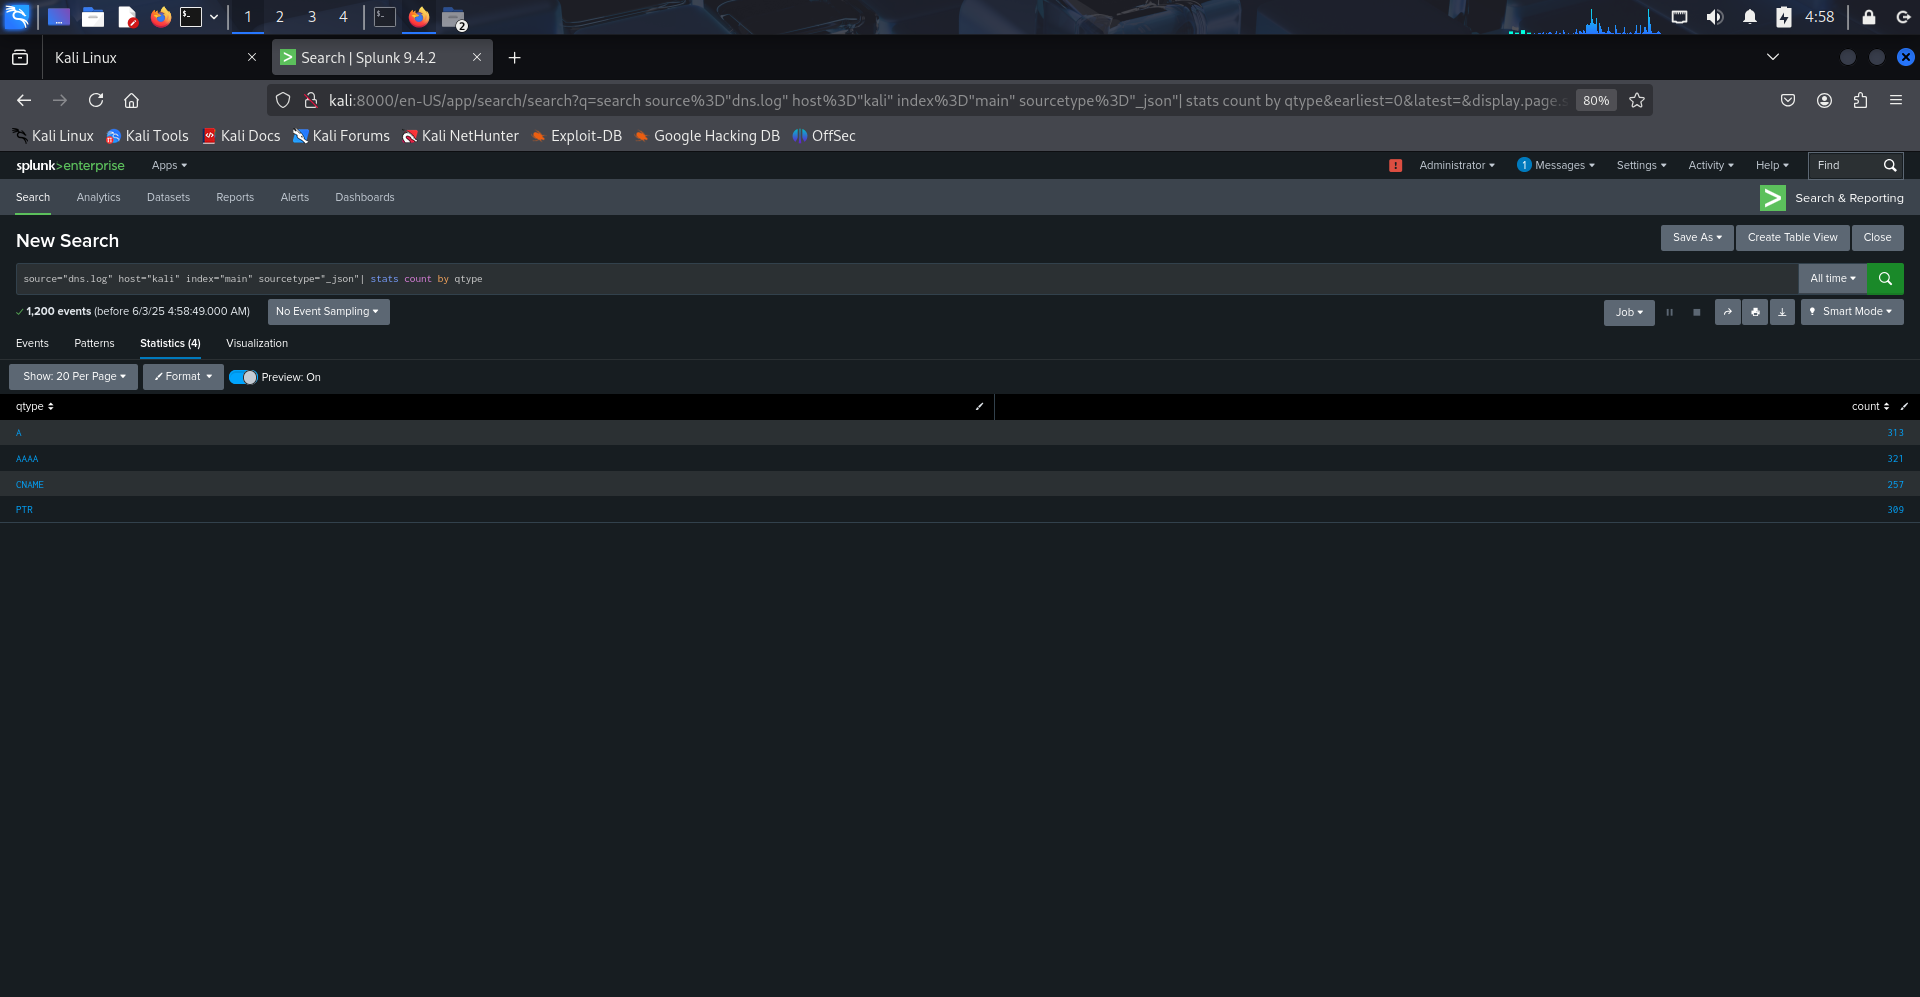 1 2 3 4 2 4:58
Kali Linux Search | Splunk 9.4.2
kali:8000/en-US/app/search/search?q=search source%3D"dns.log" host%3D"kali" index%3D"main" sourcetype%3D"_json"| stats count by qtype&earliest=0&latest=&display.page.s 80%
Kali Linux Kali Tools Kali Docs Kali Forums Kali NetHunter Exploit-DB Google Hacking DB OffSec
splunk>enterprise Apps ! Administrator 1 Messages Settings Activity Help Find
Search Analytics Datasets Reports Alerts Dashboards > Search & Reporting
New Search Save As Create Table View Close
source="dns.log" host="kali" index="main" sourcetype="_json"| stats count by qtype All time
1,200 events (before 6/3/25 4:58:49.000 AM) No Event Sampling Job Smart Mode
Events Patterns Statistics (4) Visualization
Show: 20 Per Page Format Preview: On
qtype count
A 313
AAAA 321
CNAME 257
PTR 309